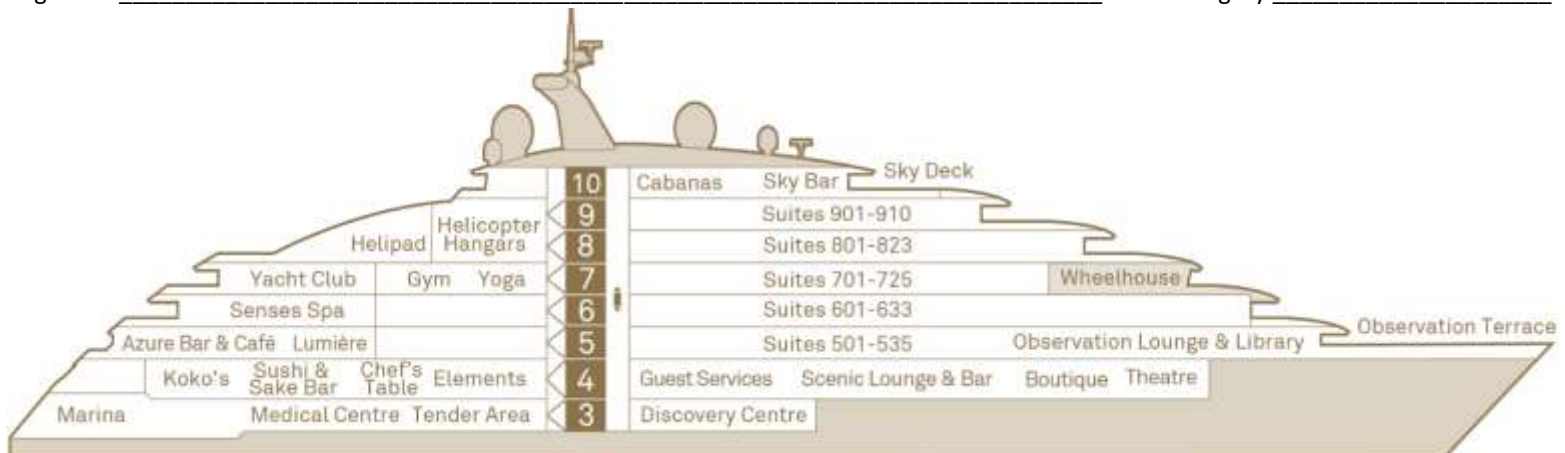 Sky Deck
10 Cabanas Sky Bar
9 Suites 901-910
Helicopter
Hangars
Helipad
8 Suites 801-823
Yacht Club Gym Yoga 7 Suites 701-725 Wheelhouse
Senses Spa 6 Suites 601-633
Observation Terrace
Azure Bar & Café Lumière 5 Suites 501-535 Observation Lounge & Library
Koko's Sushi & Sake Bar Chef's Table Elements 4 Guest Services Scenic Lounge & Bar Boutique Theatre
Marina Medical Centre Tender Area 3 Discovery Centre